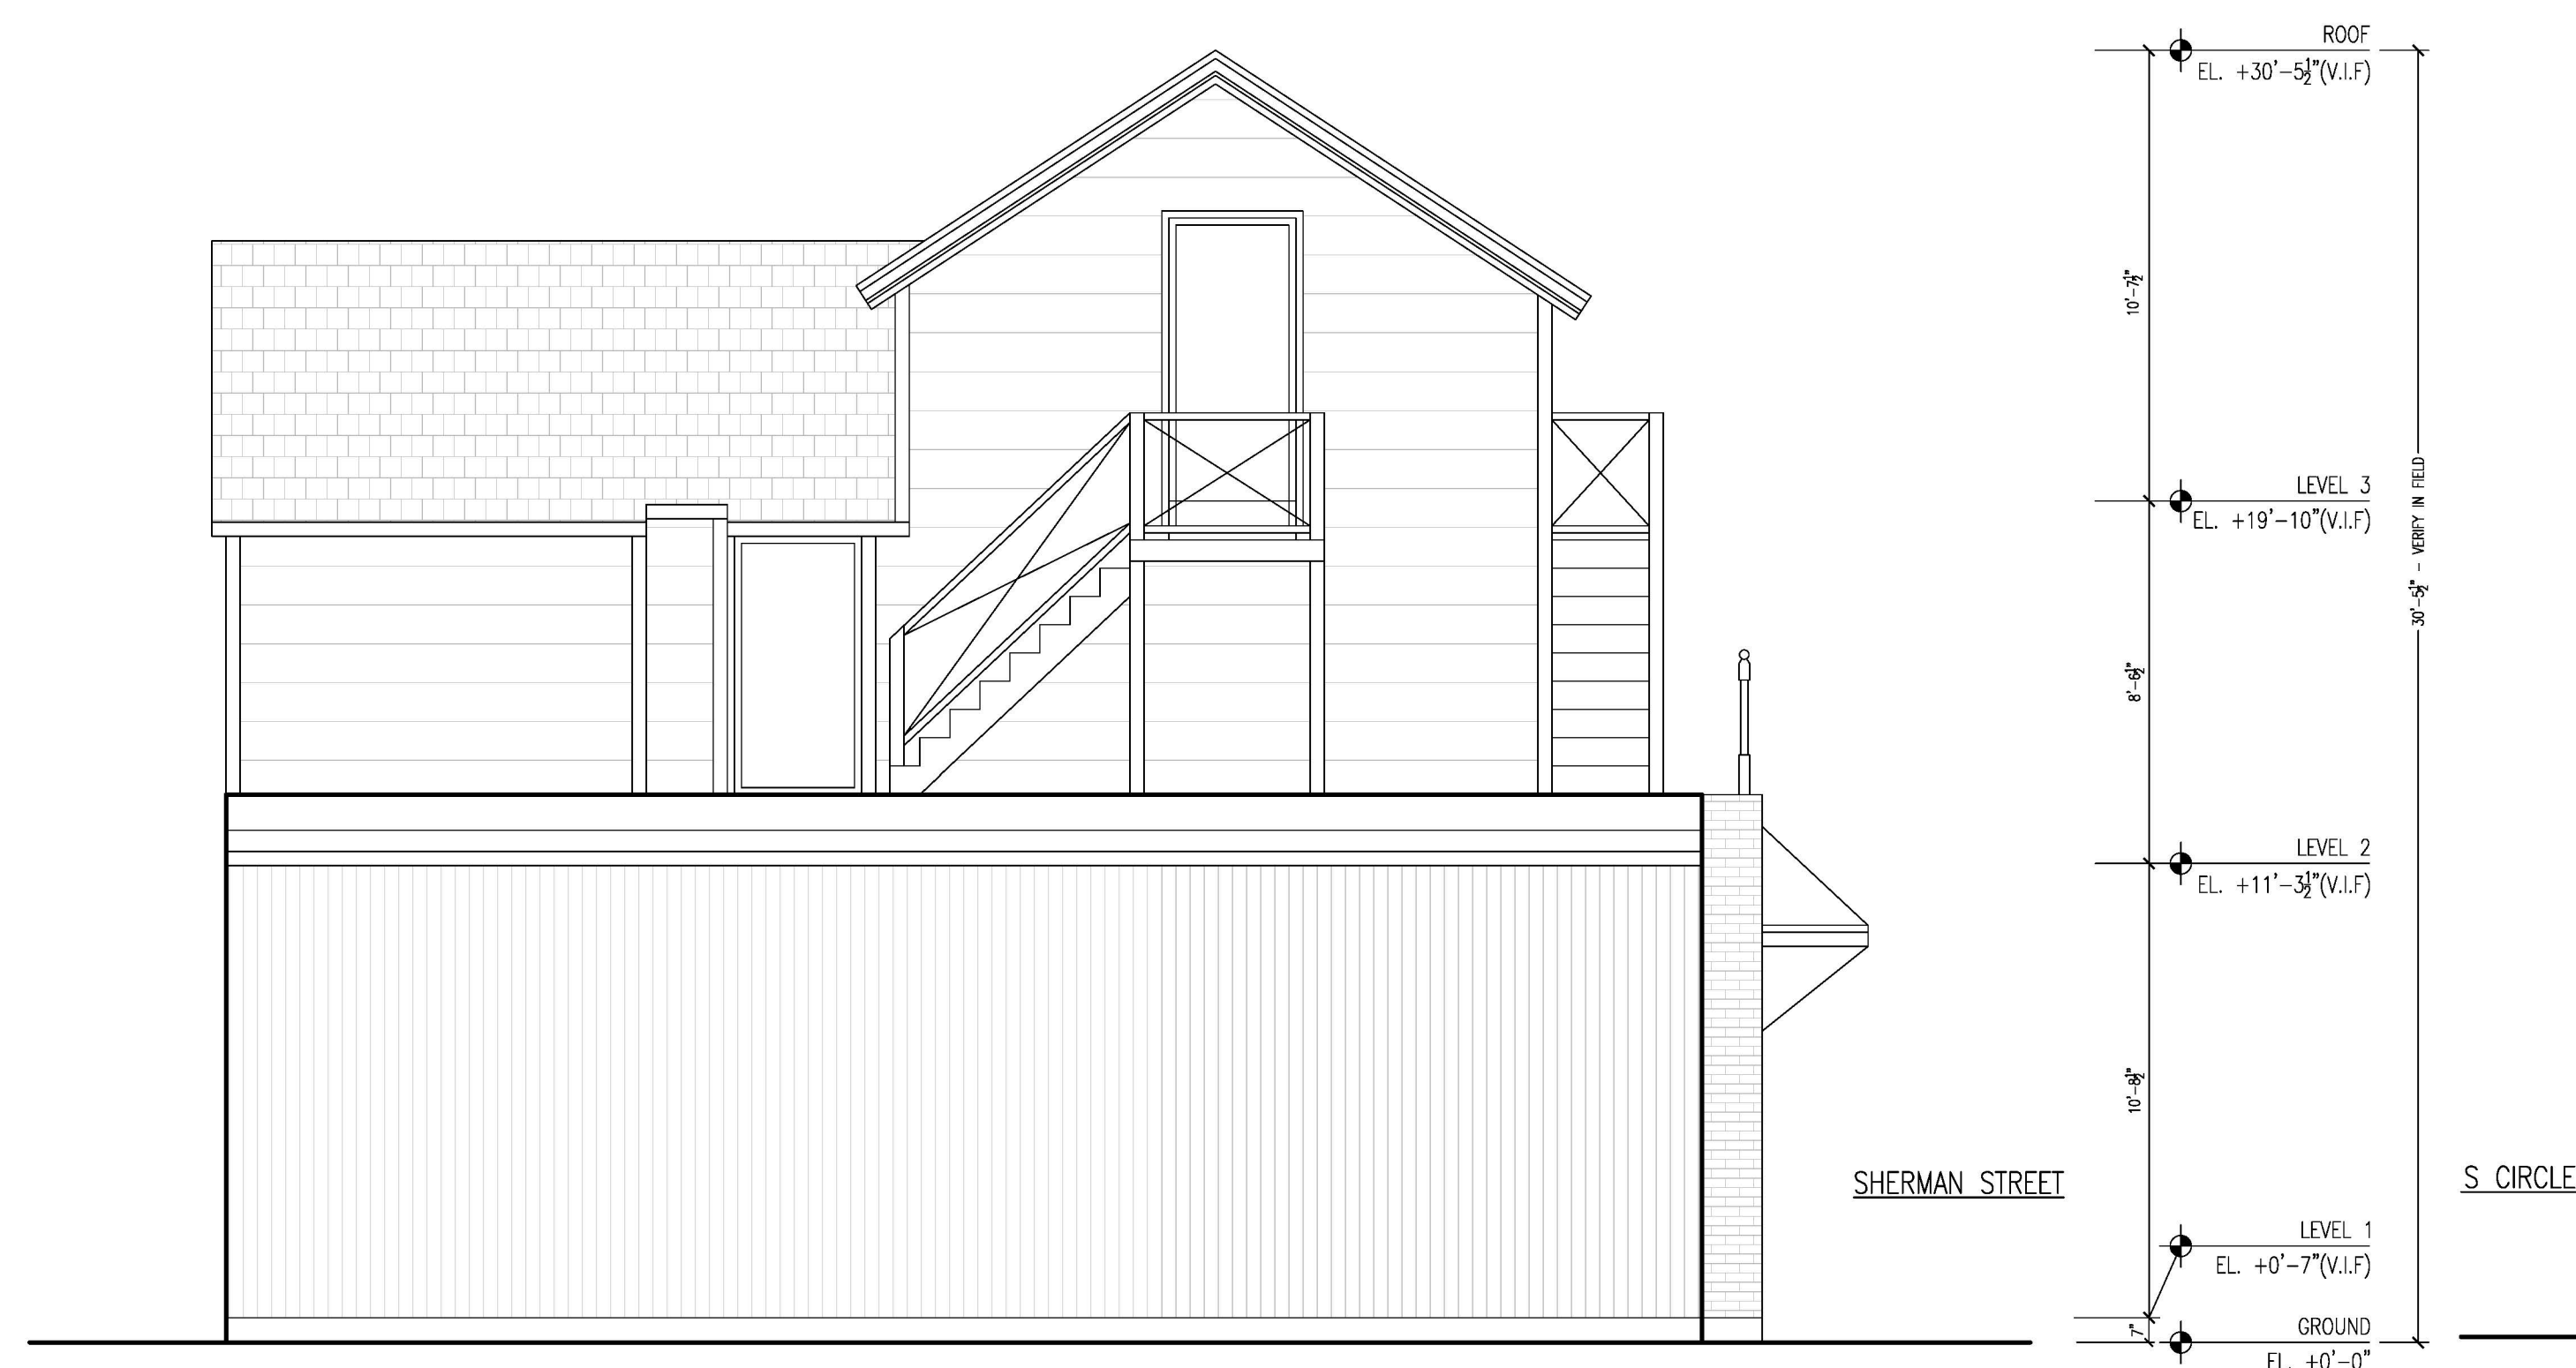 ROOF
EL. +30'-5½"(V.I.F)
10'-7½"
LEVEL 3
EL. +19'-10"(V.I.F)
30'-5½" - VERIFY IN FIELD
8'-6½"
LEVEL 2
EL. +11'-3½"(V.I.F)
10'-8½"
SHERMAN STREET
S CIRCLE
LEVEL 1
EL. +0'-7"(V.I.F)
7"
GROUND
EL. +0'-0"